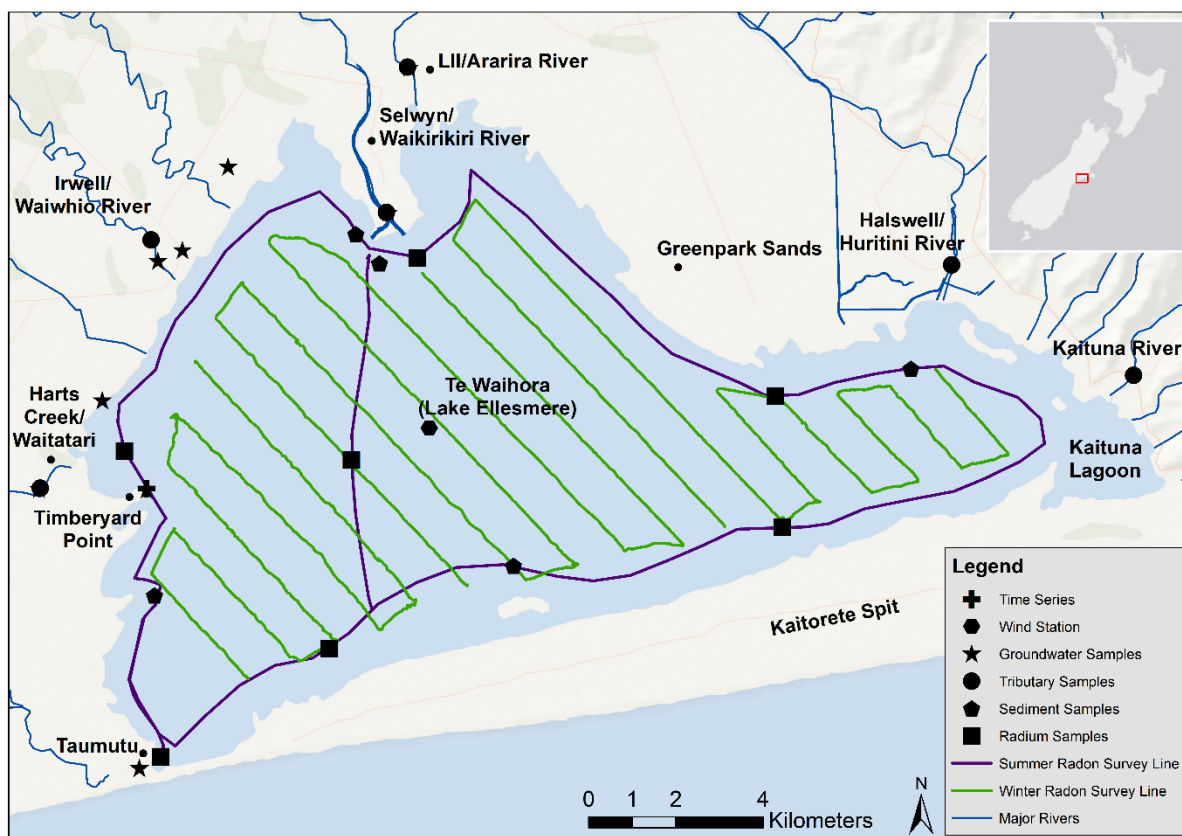 LII/Ararira River
Selwyn/
Waikirikiri River
Irwell/
Waiwhio River
Halswell/
Huritini River
Greenpark Sands
Kaituna River
Te Waihora
(Lake Ellesmere)
Harts
Creek/
Waitatari
Kaituna
Lagoon
Timberyard
Point
Kaitorete Spit
Taumutu
0 1 2 4
Kilometers
N
Legend
Time Series
Wind Station
Groundwater Samples
Tributary Samples
Sediment Samples
Radium Samples
Summer Radon Survey Line
Winter Radon Survey Line
Major Rivers